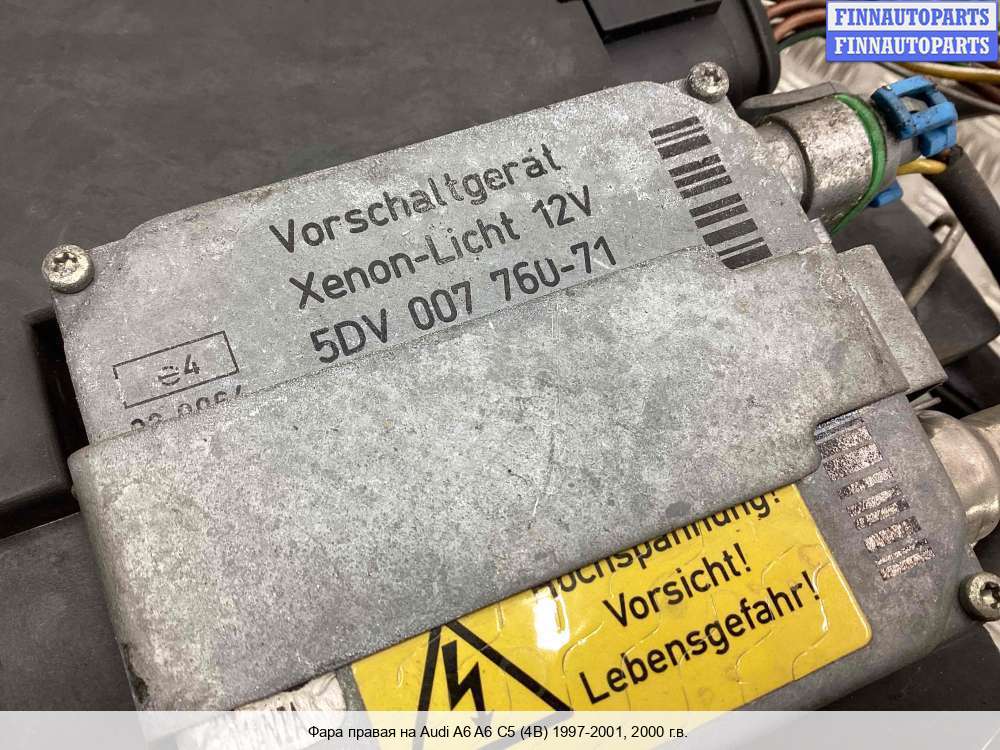 FINNAUTOPARTS
FINNAUTOPARTS
Vorschaltgerät
Xenon-Licht 12V
5DV 007 760-71
e4
Hochspannung!
Vorsicht!
Lebensgefahr!
Фара правая на Audi A6 A6 C5 (4B) 1997-2001, 2000 г.в.